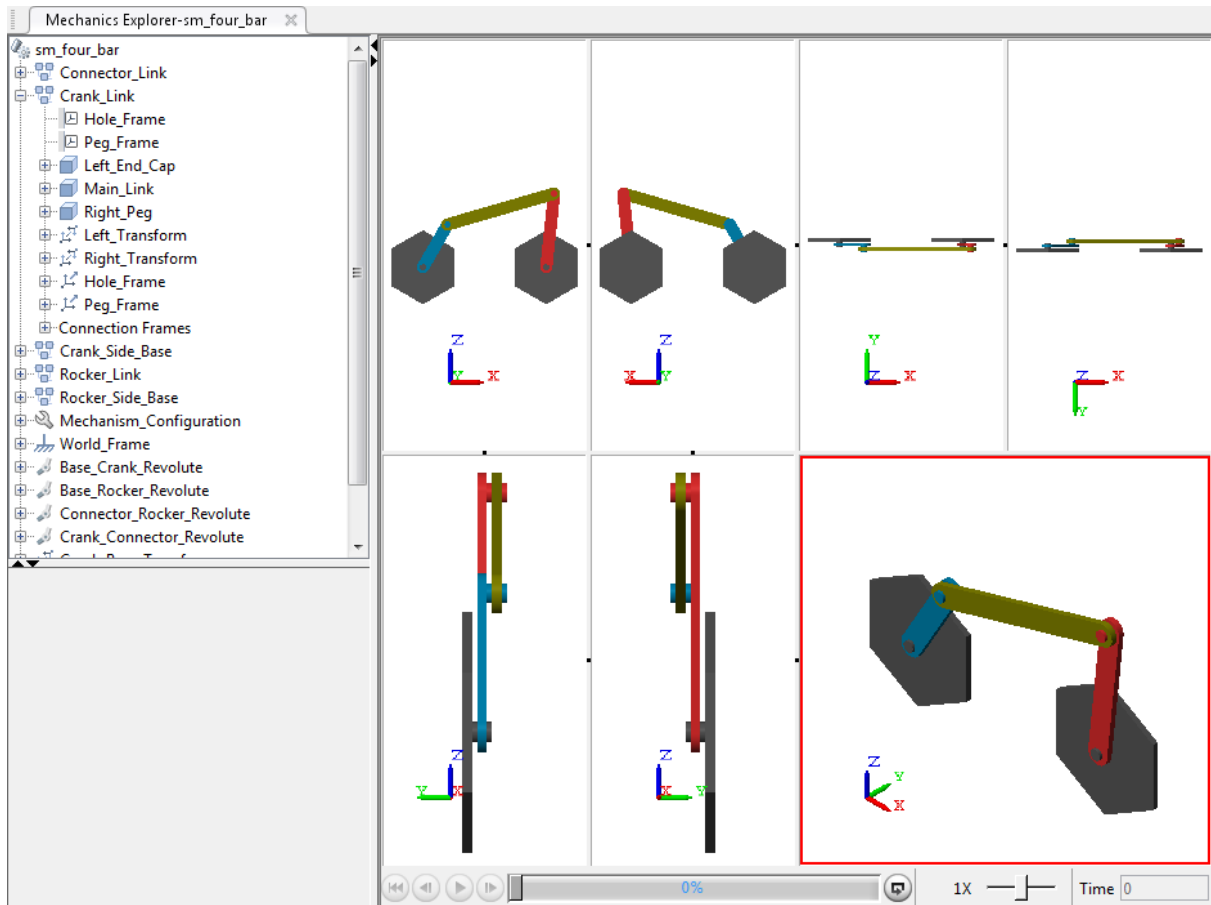 Mechanics Explorer-sm_four_bar
sm_four_bar
Connector_Link
Crank_Link
Hole_Frame
Peg_Frame
Left_End_Cap
Main_Link
Right_Peg
Left_Transform
Right_Transform
Hole_Frame
Peg_Frame
Connection Frames
Crank_Side_Base
Rocker_Link
Rocker_Side_Base
Mechanism_Configuration
World_Frame
Base_Crank_Revolute
Base_Rocker_Revolute
Connector_Rocker_Revolute
Crank_Connector_Revolute
Z
Y X
Z
X Y
Y
Z X
Z X
Y
Z
Y X
Z
X Y
Z
Y
X
0% 1X Time 0